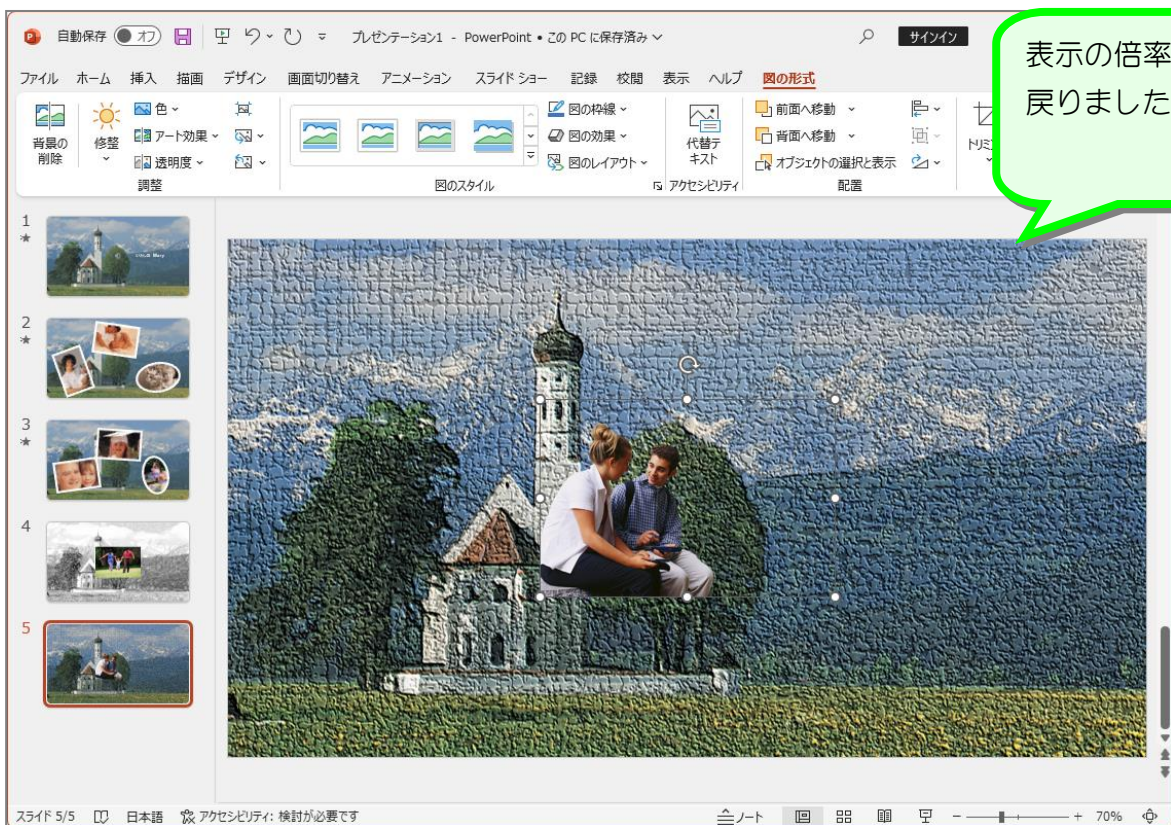 自動保存 オフ プレゼンテーション1 - PowerPoint • この PC に保存済み サインイン
ファイル ホーム 挿入 描画 デザイン 画面切り替え アニメーション スライド ショー 記録 校閲 表示 ヘルプ 図の形式
背景の
削除
修整
色
アート効果
透明度
調整
図のスタイル
図の枠線
図の効果
図のレイアウト
代替テ
キスト
アクセシビリティ
前面へ移動
背面へ移動
オブジェクトの選択と表示
配置
表示の倍率
戻りました
1
2
3
4
5
スライド 5/5 日本語 アクセシビリティ: 検討が必要です ノート 70%